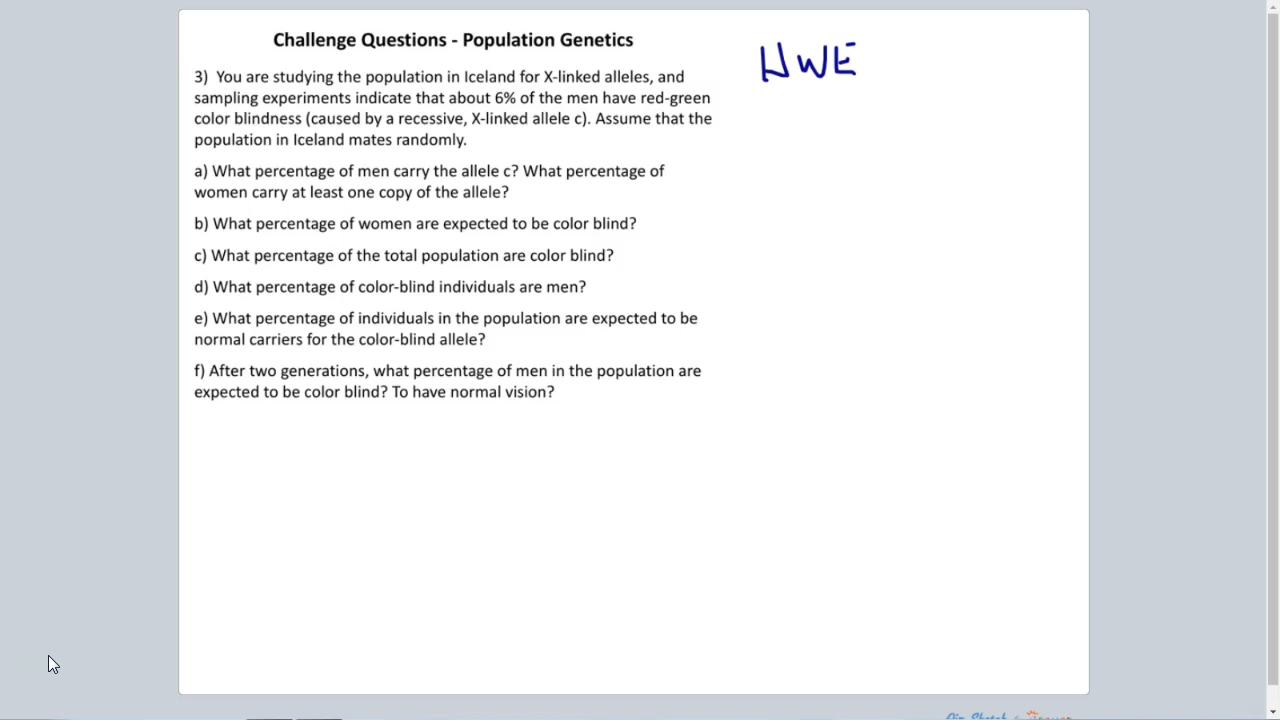 Challenge Questions - Population Genetics
HWE
3) You are studying the population in Iceland for X-linked alleles, and
sampling experiments indicate that about 6% of the men have red-green
color blindness (caused by a recessive, X-linked allele c). Assume that the
population in Iceland mates randomly.
a) What percentage of men carry the allele c? What percentage of
women carry at least one copy of the allele?
b) What percentage of women are expected to be color blind?
c) What percentage of the total population are color blind?
d) What percentage of color-blind individuals are men?
e) What percentage of individuals in the population are expected to be
normal carriers for the color-blind allele?
f) After two generations, what percentage of men in the population are
expected to be color blind? To have normal vision?